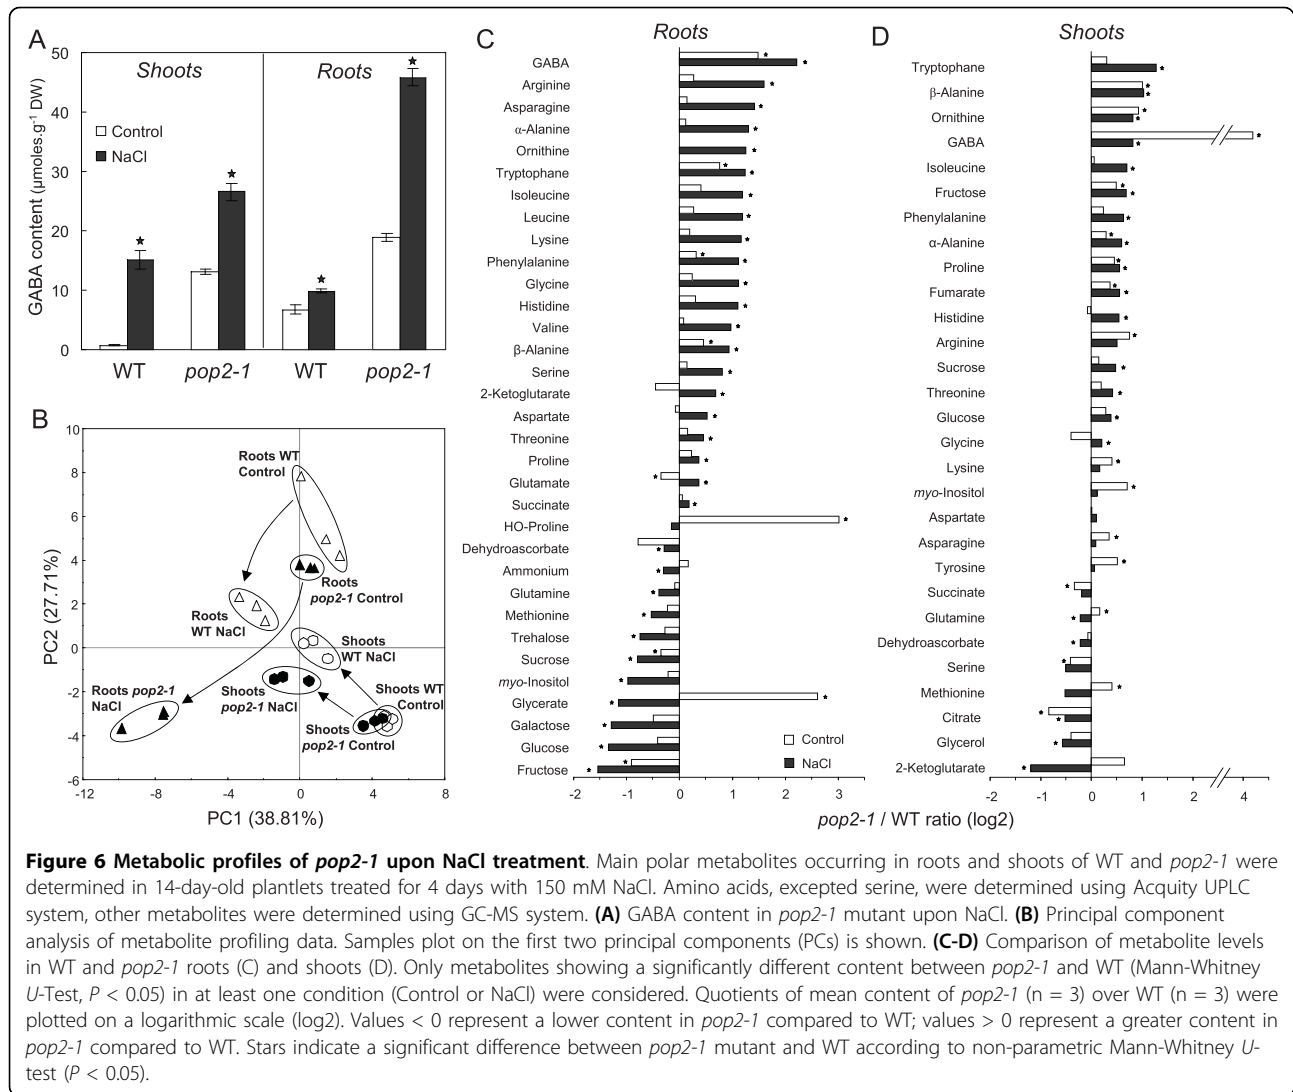 A
Shoots
Roots
GABA content (µmoles.g⁻¹ DW)
50
40
30
20
10
0
Control
NaCl
WT
pop2-1
WT
pop2-1
B
PC2 (27.71%)
10
8
6
4
2
0
-2
-4
-6
-12
-8
-4
0
4
8
PC1 (38.81%)
Roots WT
Control
Roots
pop2-1 Control
Roots
WT NaCl
Shoots
WT NaCl
Roots pop2-1
NaCl
Shoots
pop2-1 NaCl
Shoots WT
Control
Shoots
pop2-1 Control
C
Roots
GABA
Arginine
Asparagine
α-Alanine
Ornithine
Tryptophane
Isoleucine
Leucine
Lysine
Phenylalanine
Glycine
Histidine
Valine
β-Alanine
Serine
2-Ketoglutarate
Aspartate
Threonine
Proline
Glutamate
Succinate
HO-Proline
Dehydroascorbate
Ammonium
Glutamine
Methionine
Trehalose
Sucrose
myo-Inositol
Glycerate
Galactose
Glucose
Fructose
Control
NaCl
-2
-1
0
1
2
3
4
D
Shoots
Tryptophane
β-Alanine
Ornithine
GABA
Isoleucine
Fructose
Phenylalanine
α-Alanine
Proline
Fumarate
Histidine
Arginine
Sucrose
Threonine
Glucose
Glycine
Lysine
myo-Inositol
Aspartate
Asparagine
Tyrosine
Succinate
Glutamine
Dehydroascorbate
Serine
Methionine
Citrate
Glycerol
2-Ketoglutarate
-2
-1
0
1
2
4
pop2-1 / WT ratio (log2)
Figure 6 Metabolic profiles of pop2-1 upon NaCl treatment. Main polar metabolites occurring in roots and shoots of WT and pop2-1 were
determined in 14-day-old plantlets treated for 4 days with 150 mM NaCl. Amino acids, excepted serine, were determined using Acquity UPLC
system, other metabolites were determined using GC-MS system. (A) GABA content in pop2-1 mutant upon NaCl. (B) Principal component
analysis of metabolite profiling data. Samples plot on the first two principal components (PCs) is shown. (C-D) Comparison of metabolite levels
in WT and pop2-1 roots (C) and shoots (D). Only metabolites showing a significantly different content between pop2-1 and WT (Mann-Whitney
U-Test, P < 0.05) in at least one condition (Control or NaCl) were considered. Quotients of mean content of pop2-1 (n = 3) over WT (n = 3) were
plotted on a logarithmic scale (log2). Values < 0 represent a lower content in pop2-1 compared to WT; values > 0 represent a greater content in
pop2-1 compared to WT. Stars indicate a significant difference between pop2-1 mutant and WT according to non-parametric Mann-Whitney U-
test (P < 0.05).